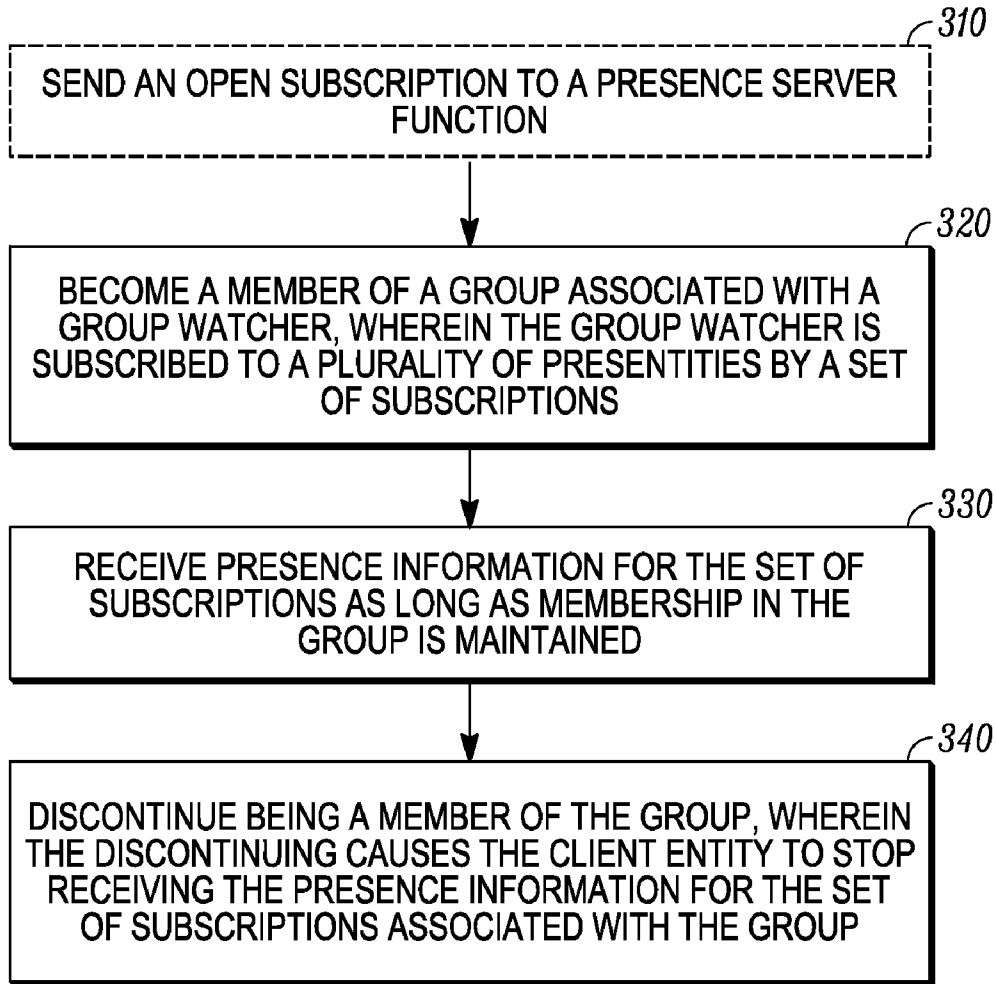 310
SEND AN OPEN SUBSCRIPTION TO A PRESENCE SERVER
FUNCTION
320
BECOME A MEMBER OF A GROUP ASSOCIATED WITH A
GROUP WATCHER, WHEREIN THE GROUP WATCHER IS
SUBSCRIBED TO A PLURALITY OF PRESENTITIES BY A SET
OF SUBSCRIPTIONS
330
RECEIVE PRESENCE INFORMATION FOR THE SET OF
SUBSCRIPTIONS AS LONG AS MEMBERSHIP IN THE
GROUP IS MAINTAINED
340
DISCONTINUE BEING A MEMBER OF THE GROUP, WHEREIN
THE DISCONTINUING CAUSES THE CLIENT ENTITY TO STOP
RECEIVING THE PRESENCE INFORMATION FOR THE SET
OF SUBSCRIPTIONS ASSOCIATED WITH THE GROUP